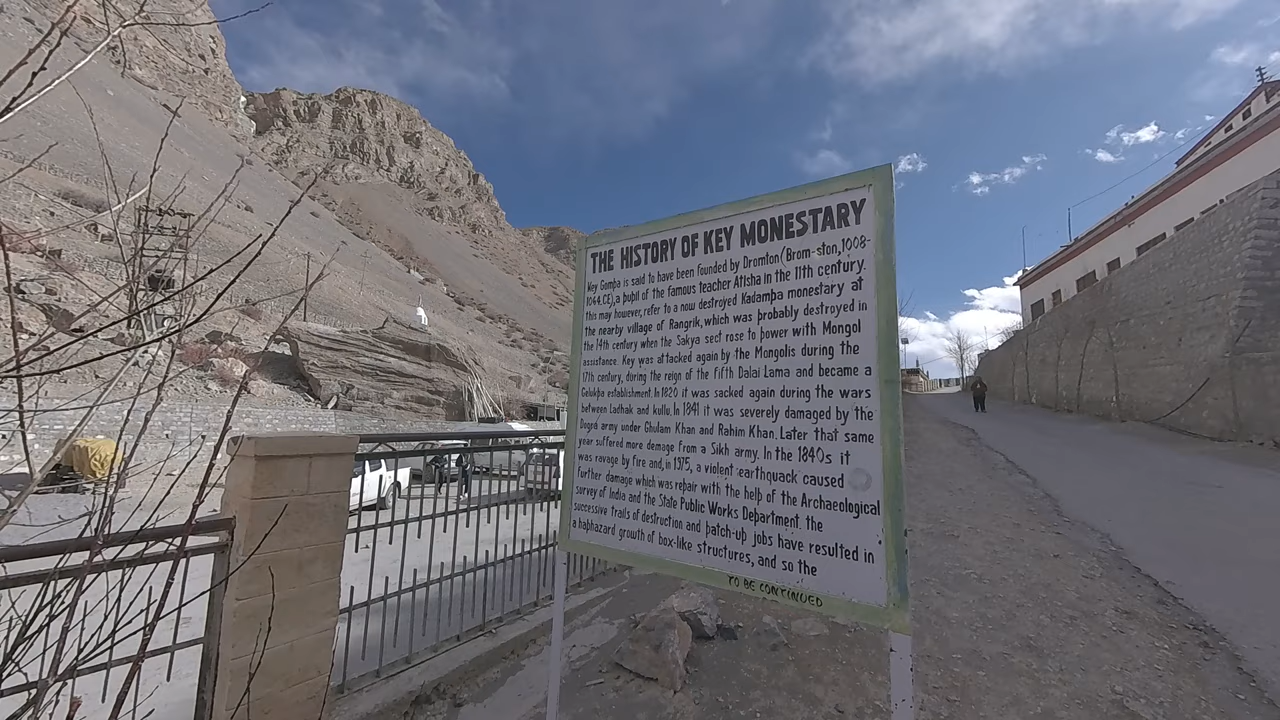 THE HISTORY OF KEY MONESTARY
Key Gompa is said to have been founded by Dromton (Brom-ston, 1008-
1064.CE), a pupil of the famous teacher Atisha in the 11th century.
this may however, refer to a now destroyed Kadampa monastery at
the nearby village of Rangrik, which was probably destroyed in
the 14th century when the Sakya sect rose to power with Mongol
assistance. Key was attacked again by the Mongolis during the
17th century, during the reign of the fifth Dalai Lama and became a
Gelukpa establishment. In 1820 it was sacked again during the wars
between Ladhak and kullu. In 1841 it was severely damaged by the
Dogra army under Ghulam Khan and Rahim Khan. Later that same
year suffered more damage from a Sikh army. In the 1840s it
was ravage by fire and, in 1975, a violent earthquack caused
further damage which was repair with the help of the Archaeological
survey of India and the State Public Works Department. the
successive trails of destruction and patch-up jobs have resulted in
a haphazard growth of box-like structures, and so the
TO BE CONTINUED